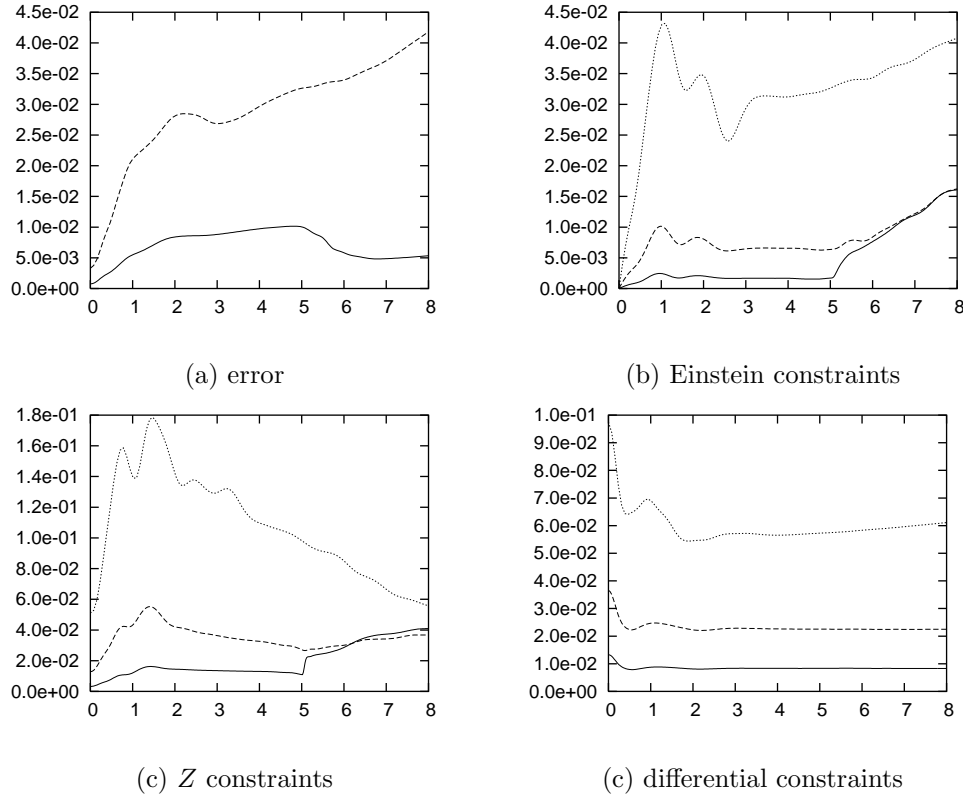 4.5e-02
4.0e-02
3.5e-02
3.0e-02
2.5e-02
2.0e-02
1.5e-02
1.0e-02
5.0e-03
0.0e+00
0 1 2 3 4 5 6 7 8
(a) error
4.5e-02
4.0e-02
3.5e-02
3.0e-02
2.5e-02
2.0e-02
1.5e-02
1.0e-02
5.0e-03
0.0e+00
0 1 2 3 4 5 6 7 8
(b) Einstein constraints
1.8e-01
1.6e-01
1.4e-01
1.2e-01
1.0e-01
8.0e-02
6.0e-02
4.0e-02
2.0e-02
0.0e+00
0 1 2 3 4 5 6 7 8
(c) Z constraints
1.0e-01
9.0e-02
8.0e-02
7.0e-02
6.0e-02
5.0e-02
4.0e-02
3.0e-02
2.0e-02
1.0e-02
0.0e+00
0 1 2 3 4 5 6 7 8
(c) differential constraints